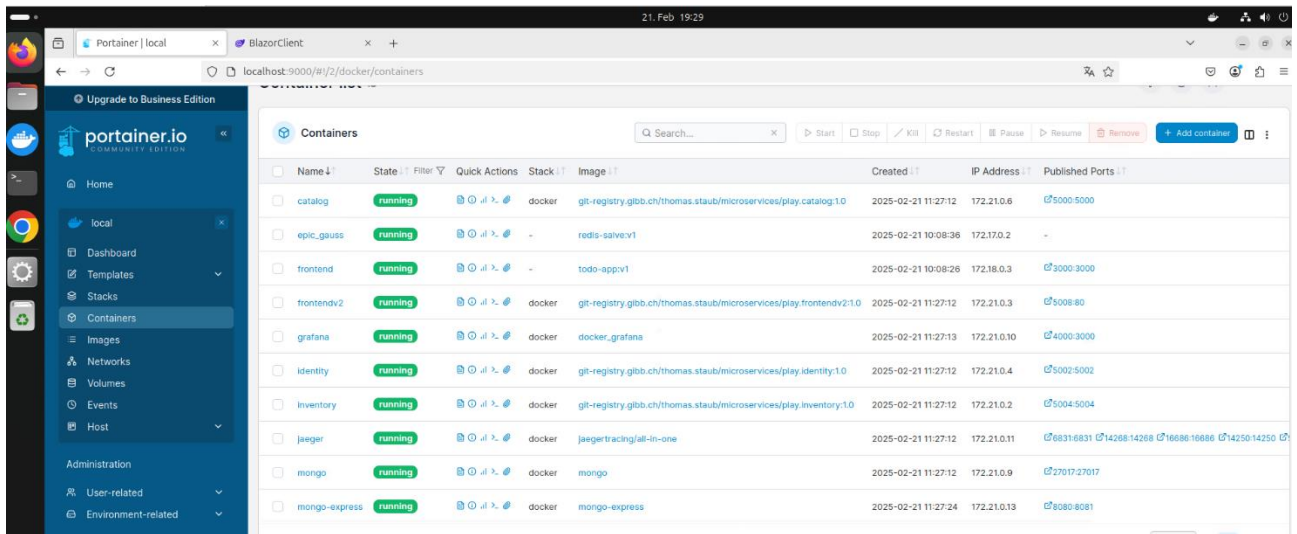 21. Feb 19:29
Portainer | local × BlazorClient × +
localhost:9000/#!/2/docker/containers
Upgrade to Business Edition
portainer.io
COMMUNITY EDITION
Home
local
Dashboard
Templates
Stacks
Containers
Images
Networks
Volumes
Events
Host
Administration
User-related
Environment-related
Containers Search... Start Stop Kill Restart Pause Resume Remove + Add container
Name State Filter Quick Actions Stack Image Created IP Address Published Ports
catalog running docker git-registry.gibb.ch/thomas.staub/microservices/play.catalog:1.0 2025-02-21 11:27:12 172.21.0.6 5000:5000
epic_gauss running - redis-salve:v1 2025-02-21 10:08:36 172.17.0.2 -
frontend running - todo-app:v1 2025-02-21 10:08:26 172.18.0.3 3000:3000
frontendv2 running docker git-registry.gibb.ch/thomas.staub/microservices/play.frontendv2:1.0 2025-02-21 11:27:12 172.21.0.3 5008:80
grafana running docker docker_grafana 2025-02-21 11:27:13 172.21.0.10 4000:3000
identity running docker git-registry.gibb.ch/thomas.staub/microservices/play.identity:1.0 2025-02-21 11:27:12 172.21.0.4 5002:5002
inventory running docker git-registry.gibb.ch/thomas.staub/microservices/play.inventory:1.0 2025-02-21 11:27:12 172.21.0.2 5004:5004
jaeger running docker jaegertracing/all-in-one 2025-02-21 11:27:12 172.21.0.11 6831:6831 14268:14268 16686:16686 14250:14250
mongo running docker mongo 2025-02-21 11:27:12 172.21.0.9 27017:27017
mongo-express running docker mongo-express 2025-02-21 11:27:24 172.21.0.13 8080:8081